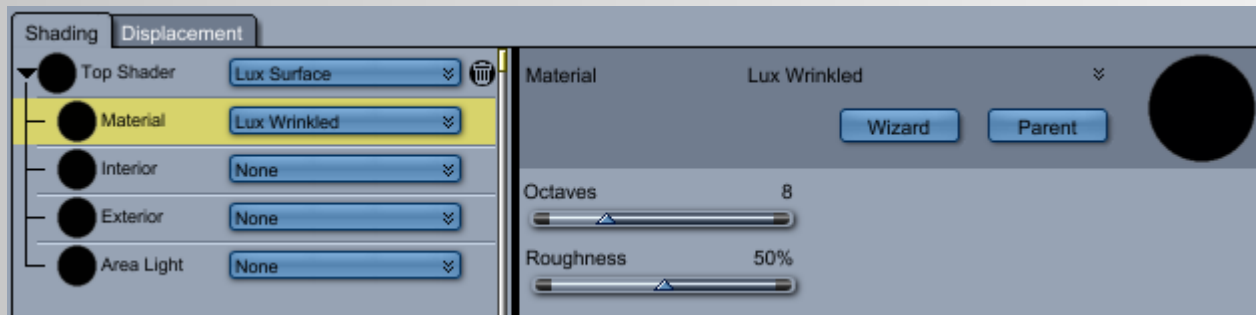 Shading Displacement
Top Shader Lux Surface
Material Lux Wrinkled
Interior None
Exterior None
Area Light None
Material Lux Wrinkled
Wizard Parent
Octaves 8
Roughness 50%